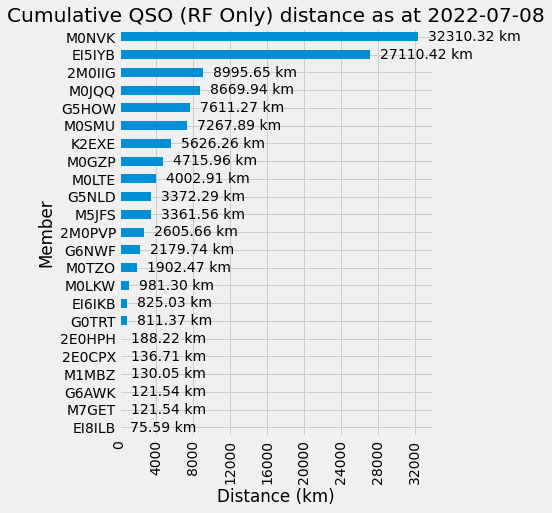 Cumulative QSO (RF Only) distance as at 2022-07-08
M0NVK 32310.32 km
EI5IYB 27110.42 km
2M0IIG 8995.65 km
M0JQQ 8669.94 km
G5HOW 7611.27 km
M0SMU 7267.89 km
K2EXE 5626.26 km
M0GZP 4715.96 km
M0LTE 4002.91 km
G5NLD 3372.29 km
M5JFS 3361.56 km
2M0PVP 2605.66 km
G6NWF 2179.74 km
M0TZO 1902.47 km
M0LKW 981.30 km
EI6IKB 825.03 km
G0TRT 811.37 km
2E0HPH 188.22 km
2E0CPX 136.71 km
M1MBZ 130.05 km
G6AWK 121.54 km
M7GET 121.54 km
EI8ILB 75.59 km
Member
0 4000 8000 12000 16000 20000 24000 28000 32000
Distance (km)